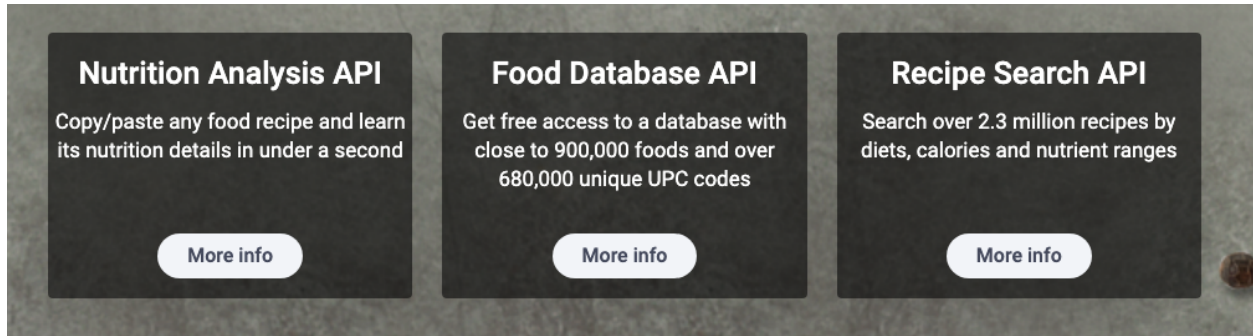 Nutrition Analysis API
Copy/paste any food recipe and learn
its nutrition details in under a second
More info
Food Database API
Get free access to a database with
close to 900,000 foods and over
680,000 unique UPC codes
More info
Recipe Search API
Search over 2.3 million recipes by
diets, calories and nutrient ranges
More info